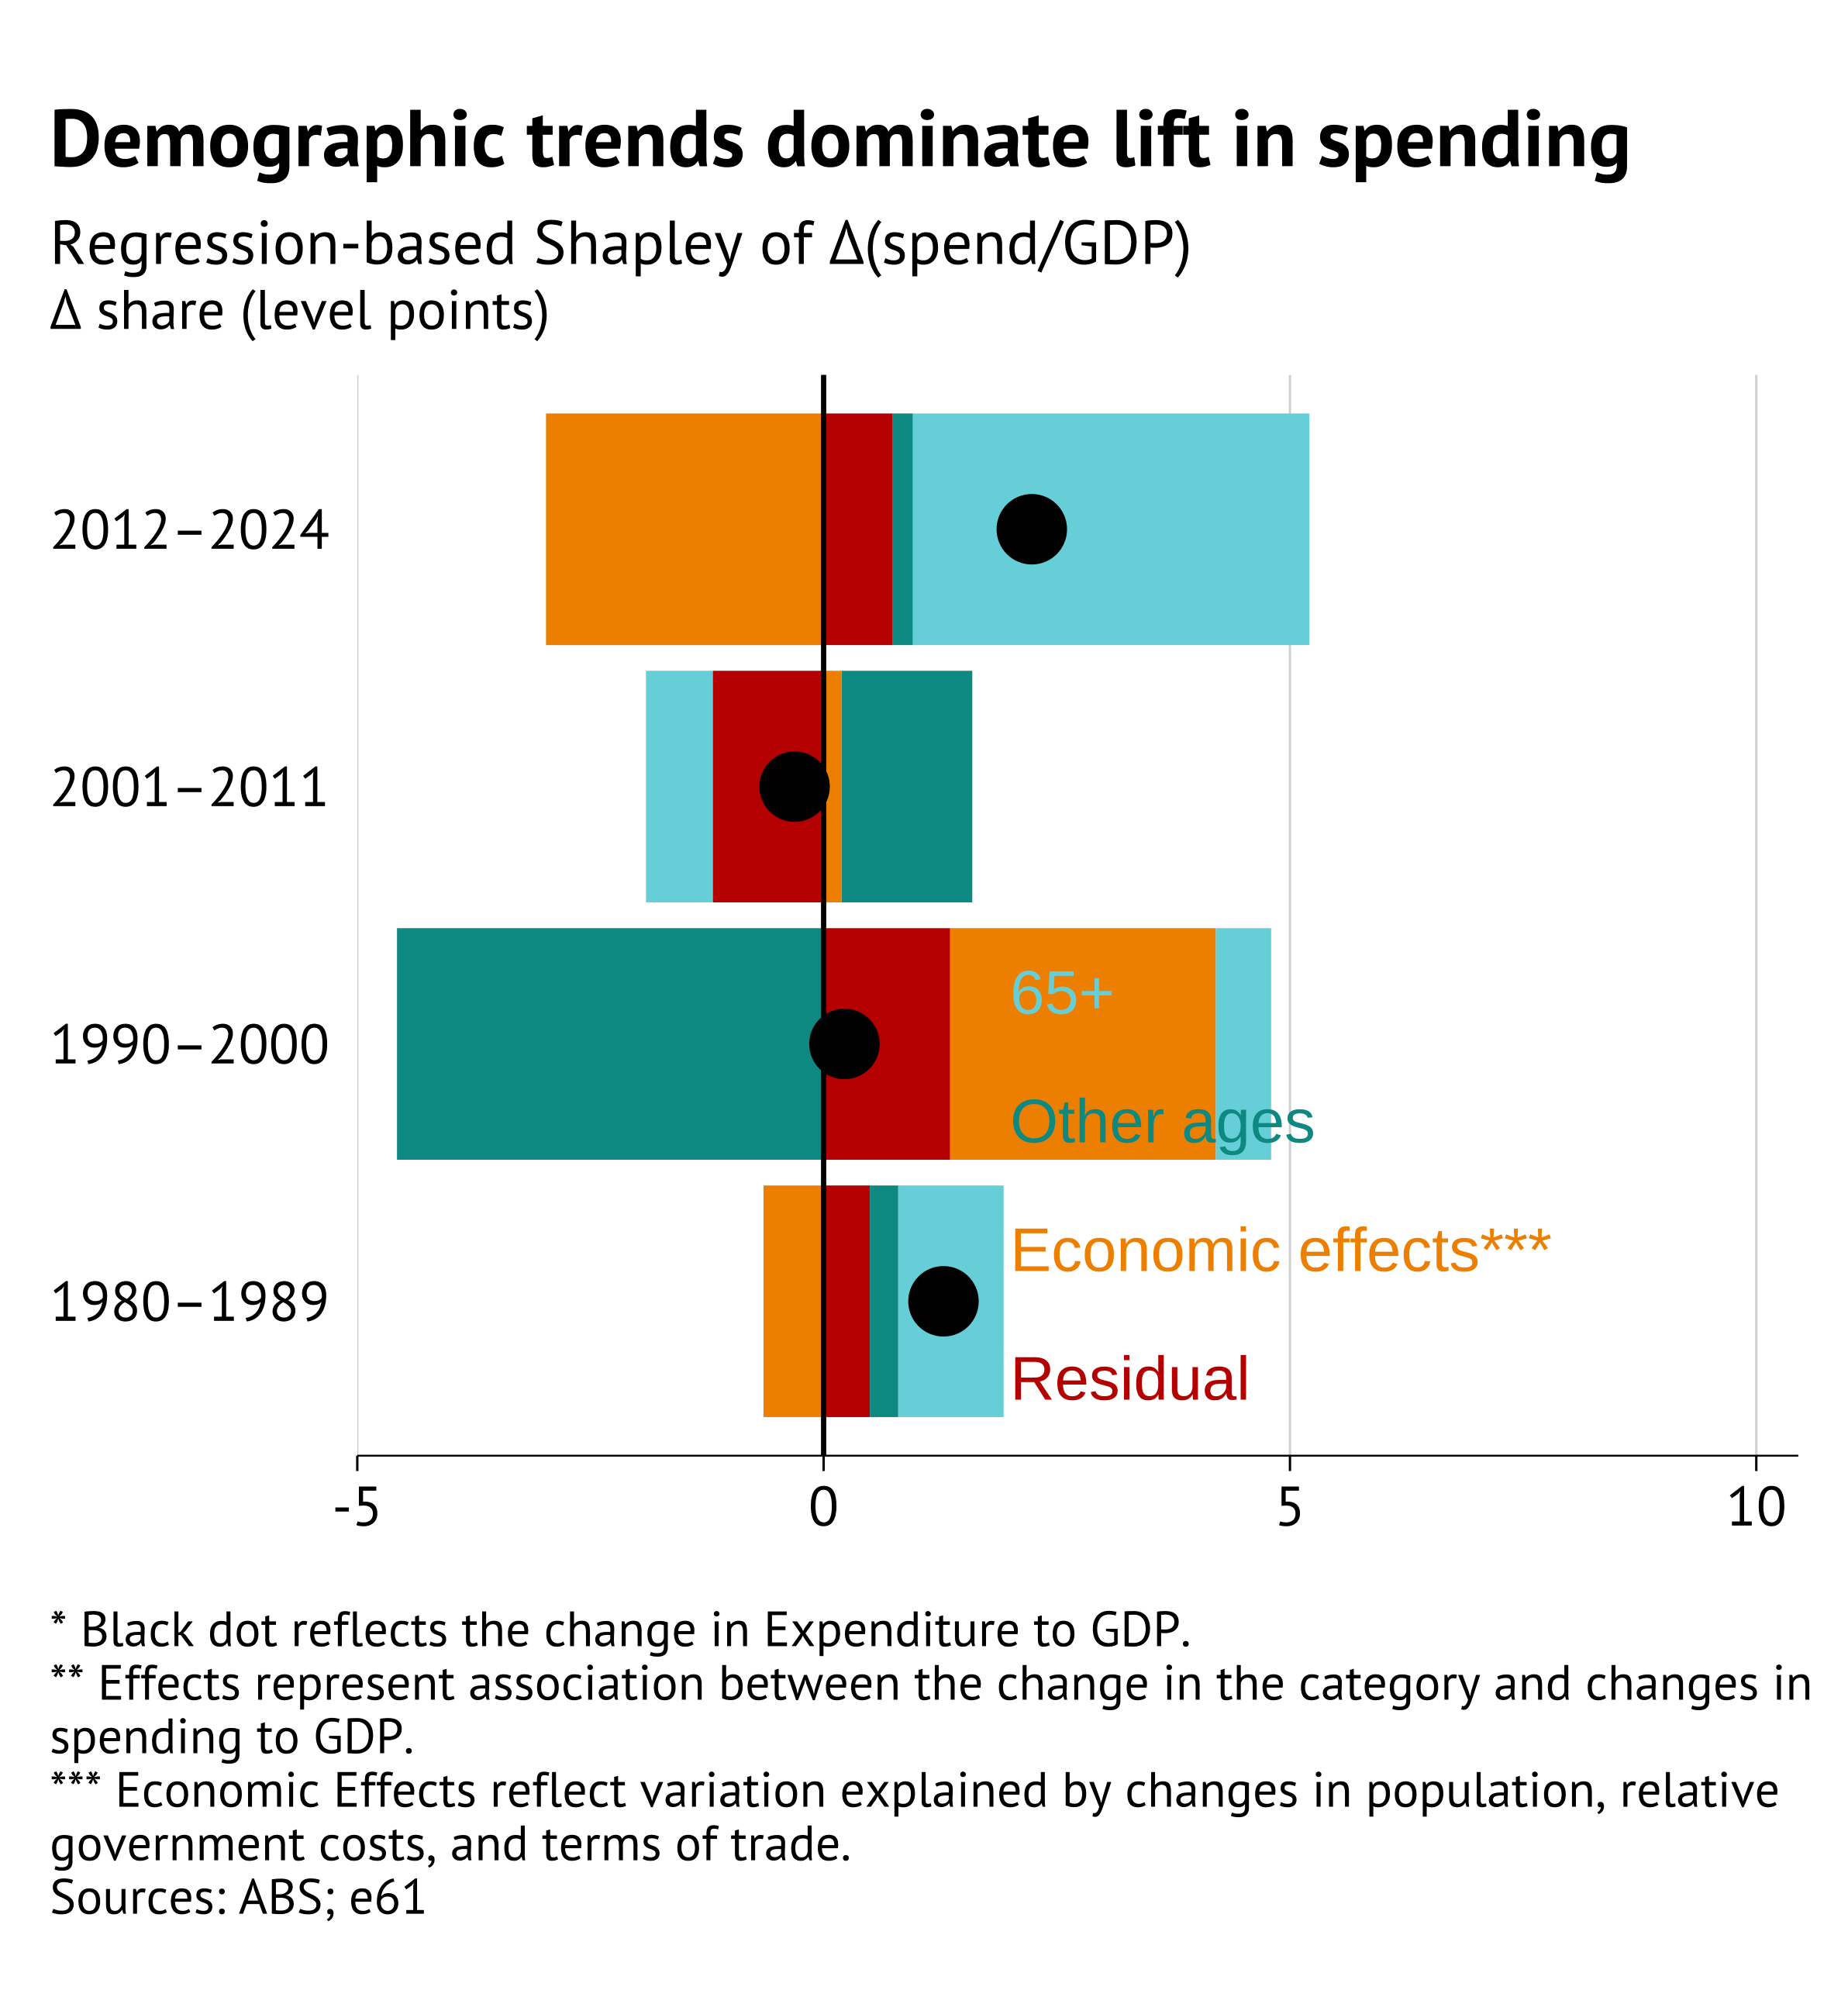 Demographic trends dominate lift in spending
Regression-based Shapley of Δ(spend/GDP)
Δ share (level points)
2012–2024
2001–2011
1990–2000
65+
Other ages
Economic effects***
1980–1989
Residual
-5 0 5 10
* Black dot reflects the change in Expenditure to GDP.
** Effects represent association between the change in the category and changes in
spending to GDP.
*** Economic Effects reflect variation explained by changes in population, relative
government costs, and terms of trade.
Sources: ABS; e61